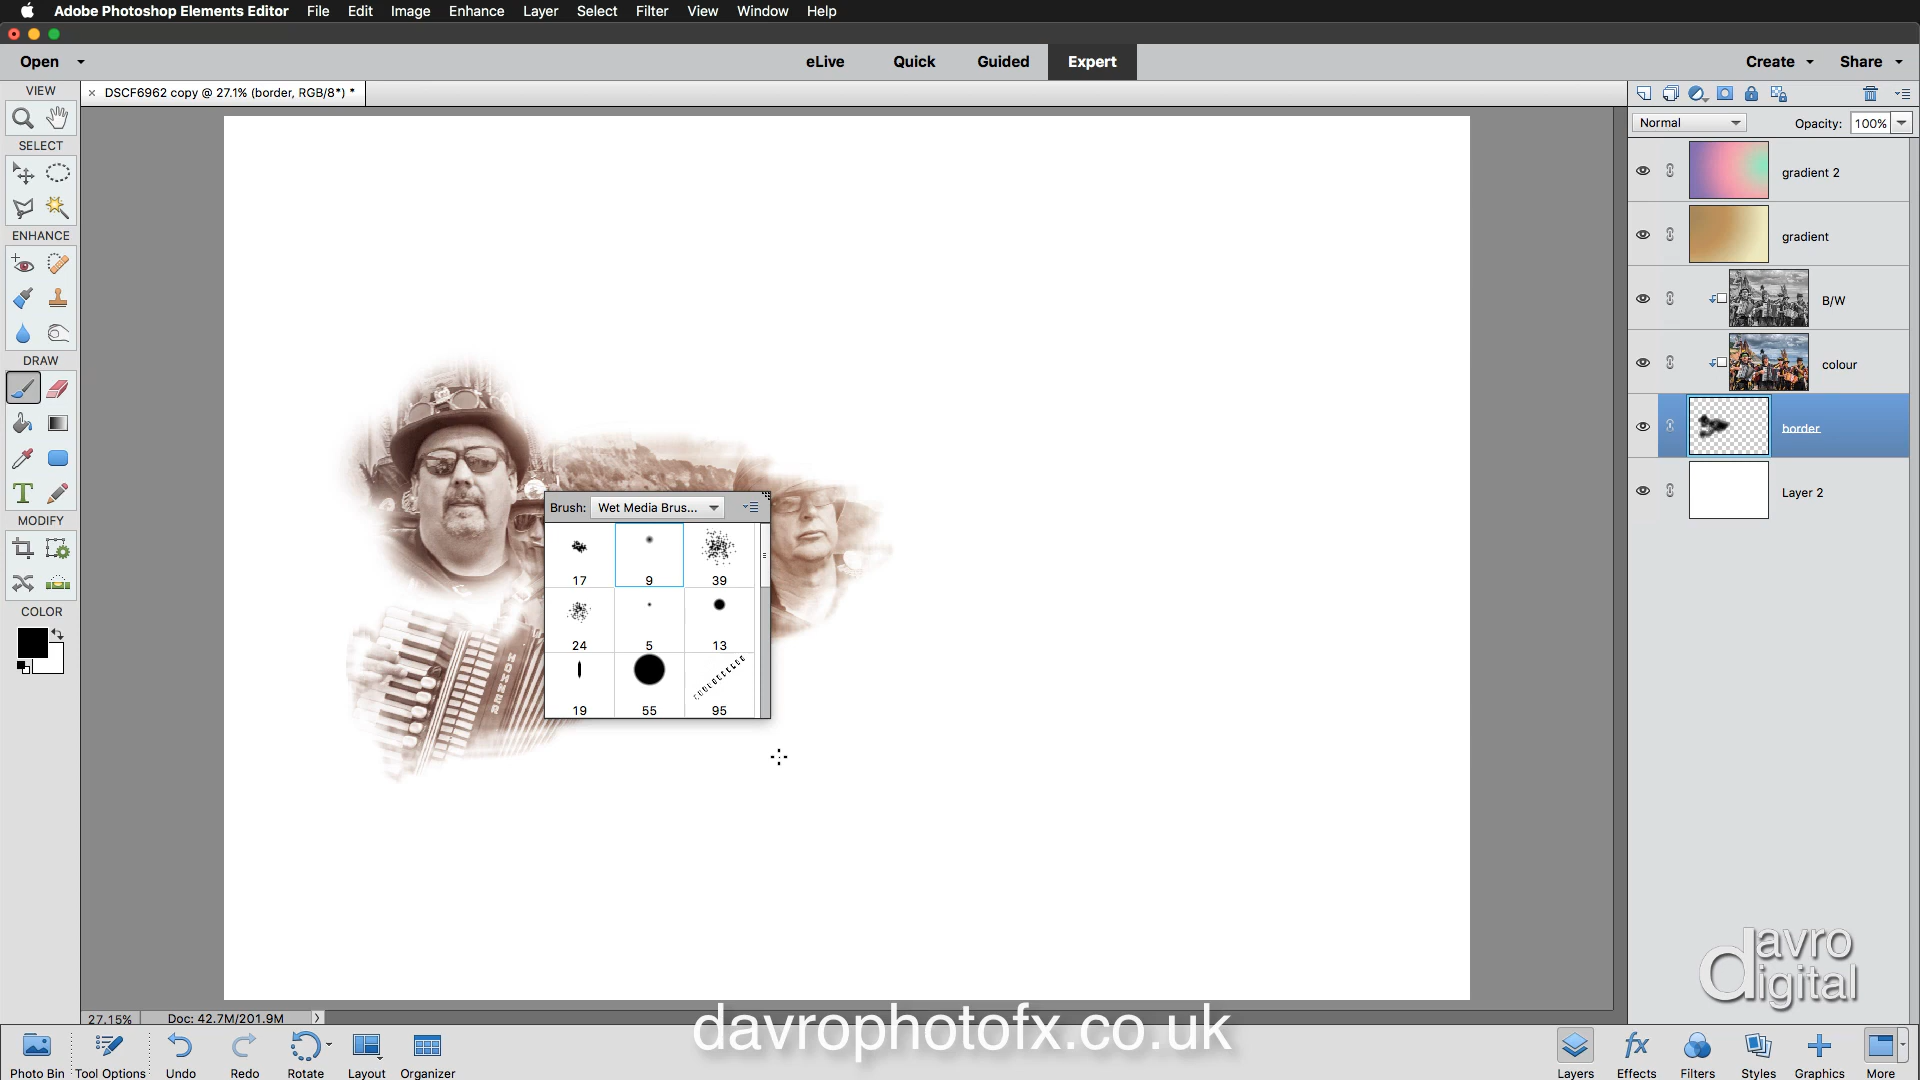 Adobe Photoshop Elements Editor File Edit Image Enhance Layer Select Filter View Window Help
Open eLive Quick Guided Expert Create Share
VIEW
× DSCF6962 copy @ 27.1% (border, RGB/8*) *
Normal Opacity: 100%
SELECT
gradient 2
ENHANCE
gradient
B/W
DRAW
colour
border
T
Layer 2
Brush: Wet Media Brus...
17 9 39
24 5 13
19 55 95
HOHNER
MODIFY
COLOR
davro
digital
27.15% Doc: 42.7M/201.9M
davrophotofx.co.uk
fx
Photo Bin Tool Options Undo Redo Rotate Layout Organizer Layers Effects Filters Styles Graphics More